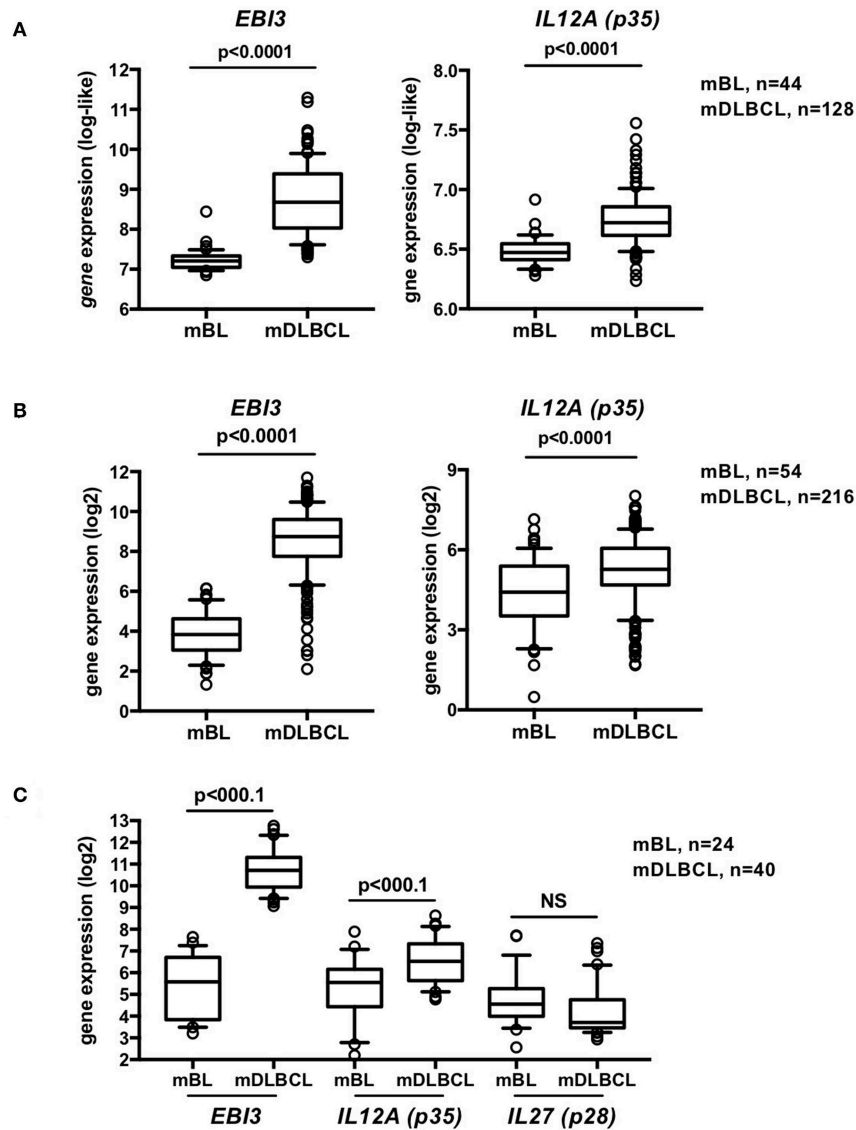 A
EBI3
p<0.0001
gene expression (log-like)
12
11
10
9
8
7
6
mBL
mDLBCL
IL12A (p35)
p<0.0001
gne expression (log-like)
8.0
7.5
7.0
6.5
6.0
mBL
mDLBCL
mBL, n=44
mDLBCL, n=128
B
EBI3
p<0.0001
gene expression (log2)
12
10
8
6
4
2
0
mBL
mDLBCL
IL12A (p35)
p<0.0001
gene expression (log2)
9
6
3
0
mBL
mDLBCL
mBL, n=54
mDLBCL, n=216
C
gene expression (log2)
13
12
11
10
9
8
7
6
5
4
3
2
p<000.1
p<000.1
NS
mBL, n=24
mDLBCL, n=40
mBL mDLBCL mBL mDLBCL mBL mDLBCL
EBI3 IL12A (p35) IL27 (p28)